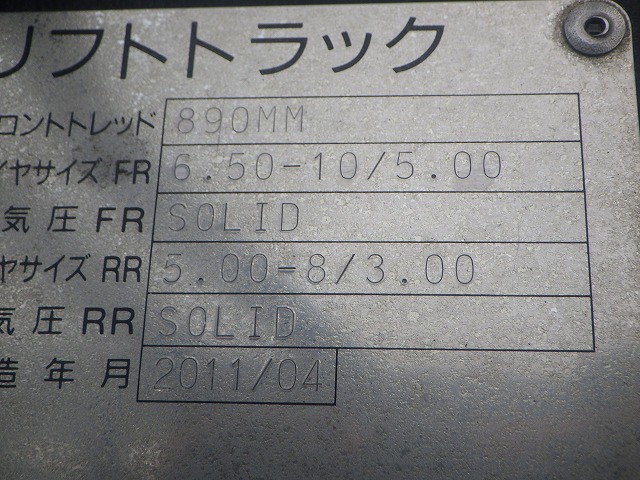 リフトトラック
ロントトレッド 890MM
イヤサイズ FR 6.50-10/5.00
気圧 FR SOLID
ヤサイズ RR 5.00-8/3.00
気圧 RR SOLID
造年月 2011/04